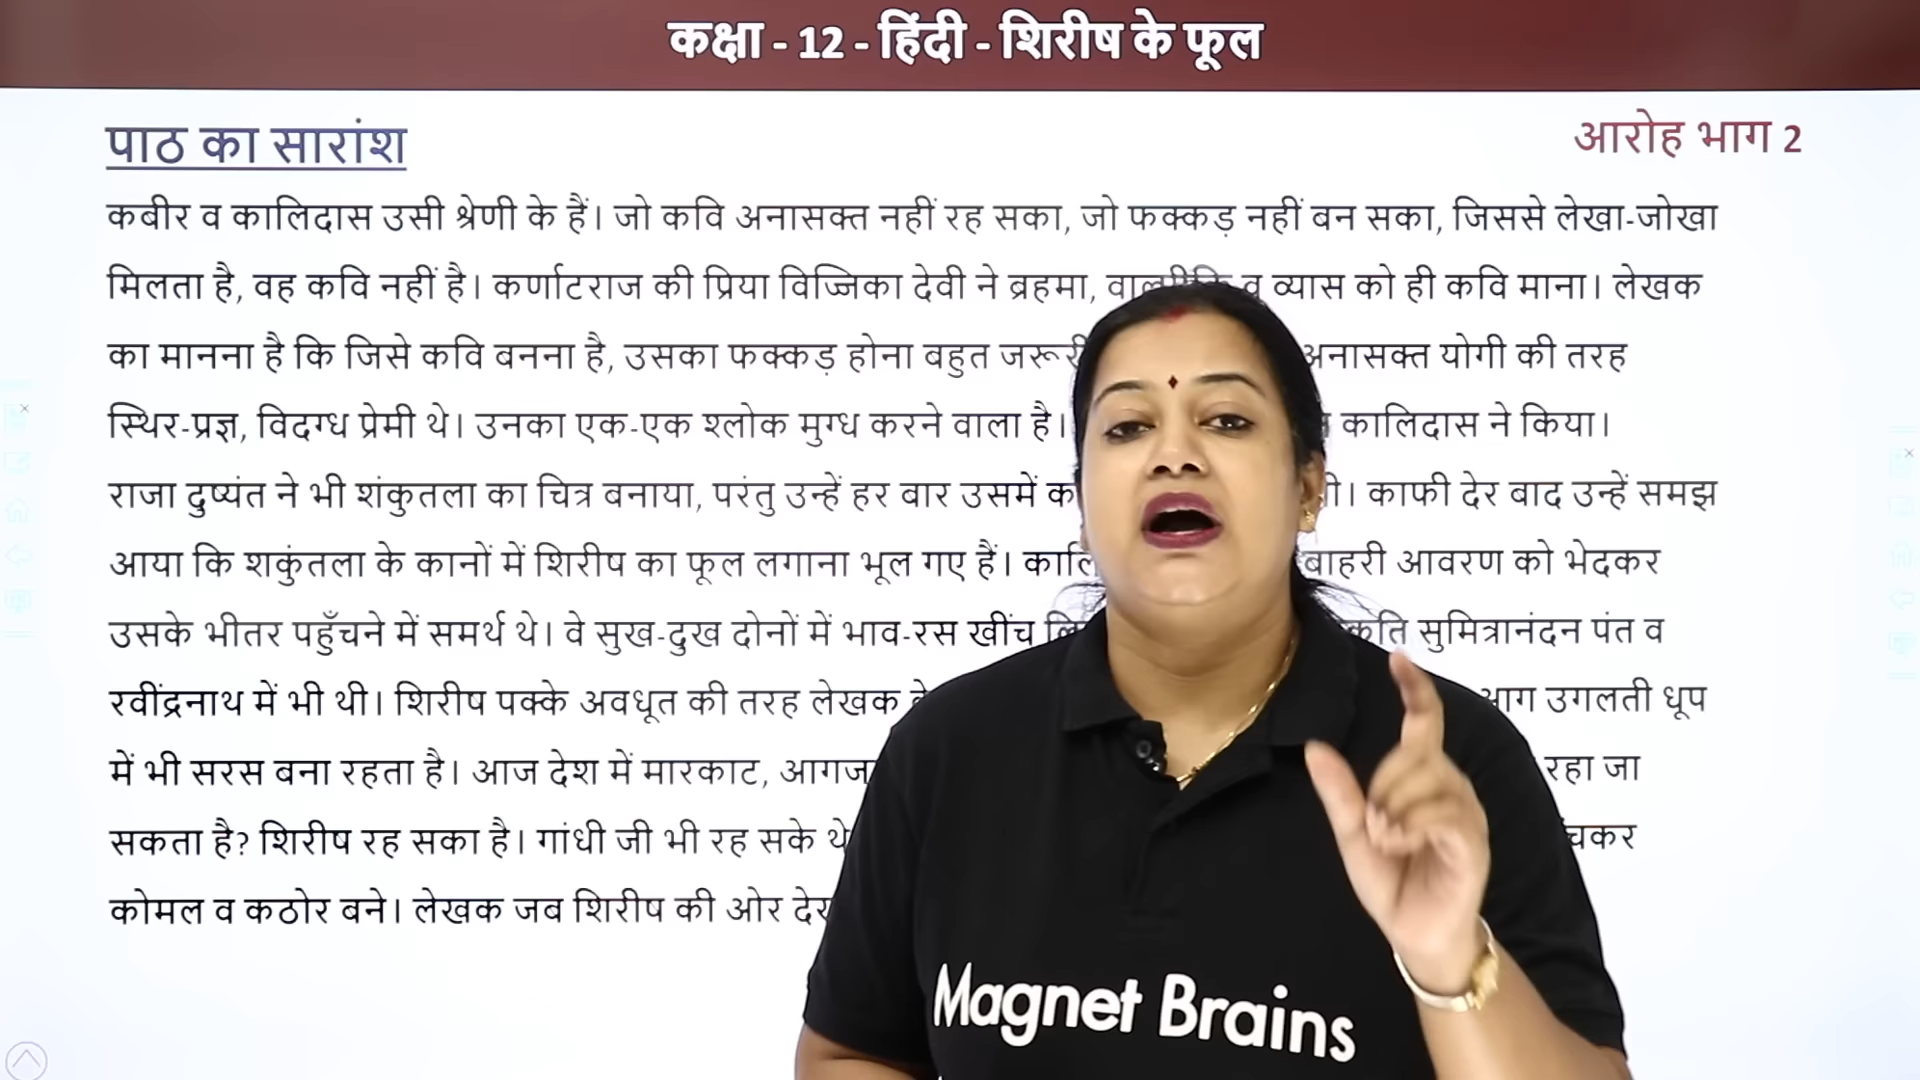 कक्षा - 12 - हिंदी - शिरीष के फूल
पाठ का सारांश
आरोह भाग 2
कबीर व कालिदास उसी श्रेणी के हैं। जो कवि अनासक्त नहीं रह सका, जो फक्कड़ नहीं बन सका, जिससे लेखा-जोखा
मिलता है, वह कवि नहीं है। कर्णाटराज की प्रिया विज्जिका देवी ने ब्रहमा, वाल्मीकि व व्यास को ही कवि माना। लेखक
का मानना है कि जिसे कवि बनना है, उसका फक्कड़ होना बहुत जरूरी अनासक्त योगी की तरह
स्थिर-प्रज्ञ, विदग्ध प्रेमी थे। उनका एक-एक श्लोक मुग्ध करने वाला है। कालिदास ने किया।
राजा दुष्यंत ने भी शंकुतला का चित्र बनाया, परंतु उन्हें हर बार उसमें काफी देर बाद उन्हें समझ
आया कि शकुंतला के कानों में शिरीष का फूल लगाना भूल गए हैं। बाहरी आवरण को भेदकर
उसके भीतर पहुँचने में समर्थ थे। वे सुख-दुख दोनों में भाव-रस खींच सुमित्रानंदन पंत व
रवींद्रनाथ में भी थी। शिरीष पक्के अवधूत की तरह लेखक आग उगलती धूप
में भी सरस बना रहता है। आज देश में मारकाट, रहा जा
सकता है? शिरीष रह सका है। गांधी जी भी रह सके थे
कोमल व कठोर बने। लेखक जब शिरीष की ओर
Magnet Brains